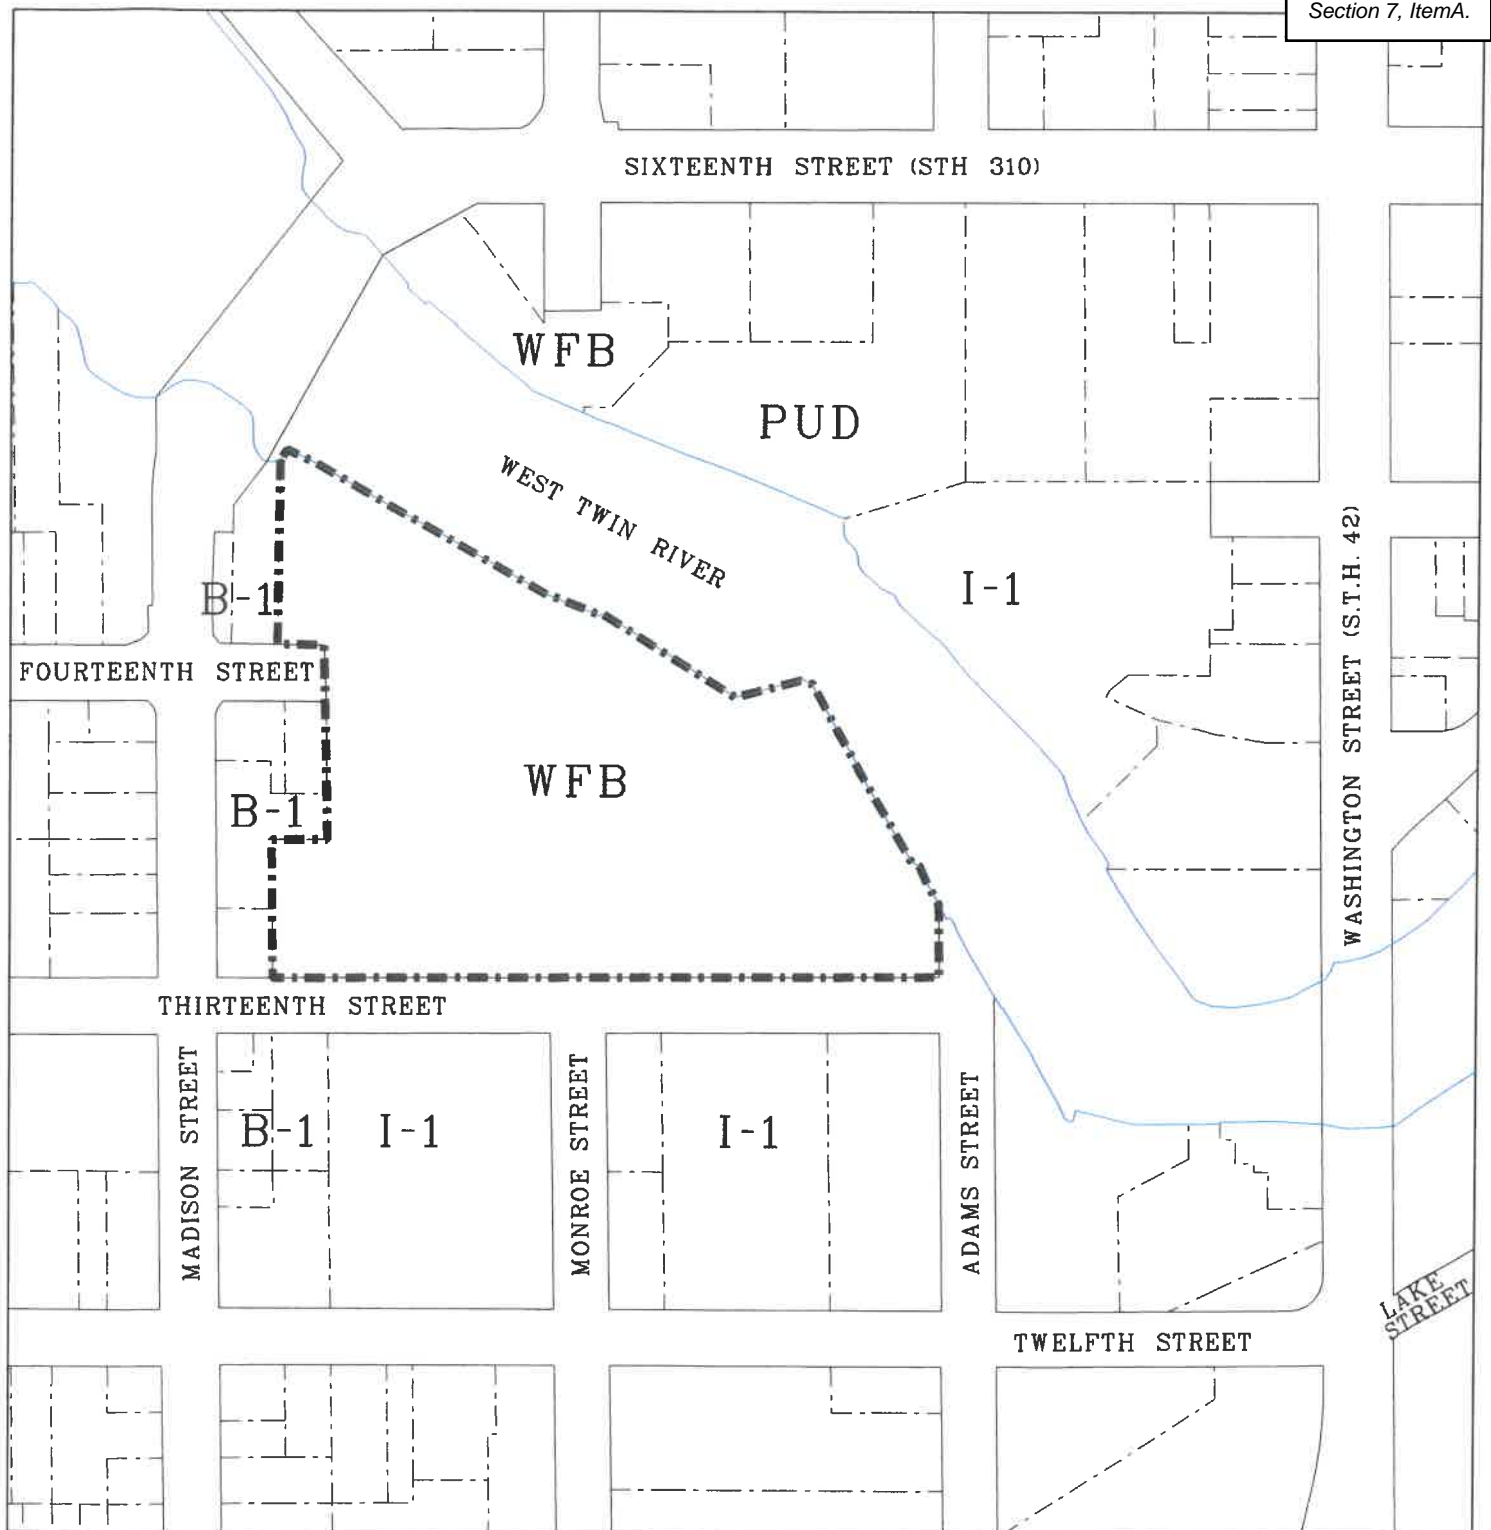 Section 7, ItemA.
SIXTEENTH STREET (STH 310)
WFB
PUD
WEST TWIN RIVER
I-1
B-1
FOURTEENTH STREET
WASHINGTON STREET (S.T.H. 42)
WFB
B-1
THIRTEENTH STREET
MADISON STREET
B-1
I-1
MONROE STREET
I-1
ADAMS STREET
LAKE
STREET
TWELFTH STREET